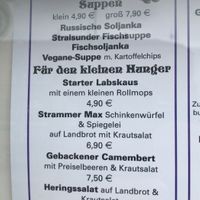 Suppen
klein 4,90 € groß 7,90 €
Russische Soljanka
Stralsunder Fischsuppe
Fischsoljanka
Vegane-Suppe m. Kartoffelchips
Für den kleinen Hunger
Starter Labskaus
mit einem kleinen Rollmops
4,90 €
Strammer Max Schinkenwürfel
& Spiegelei
auf Landbrot mit Krautsalat
6,90 €
Gebackener Camembert
mit Preiselbeeren & Krautsalat
7,50 €
Heringssalat auf Landbrot &
Krautsalat